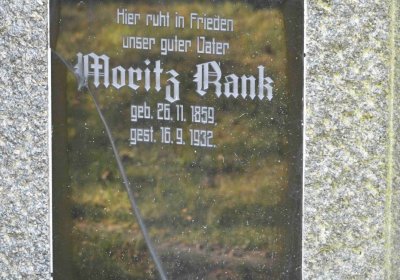 Hier ruht in Frieden
unser guter Vater
Moritz Rank
geb. 26. 11. 1859
gest. 16. 9. 1932.